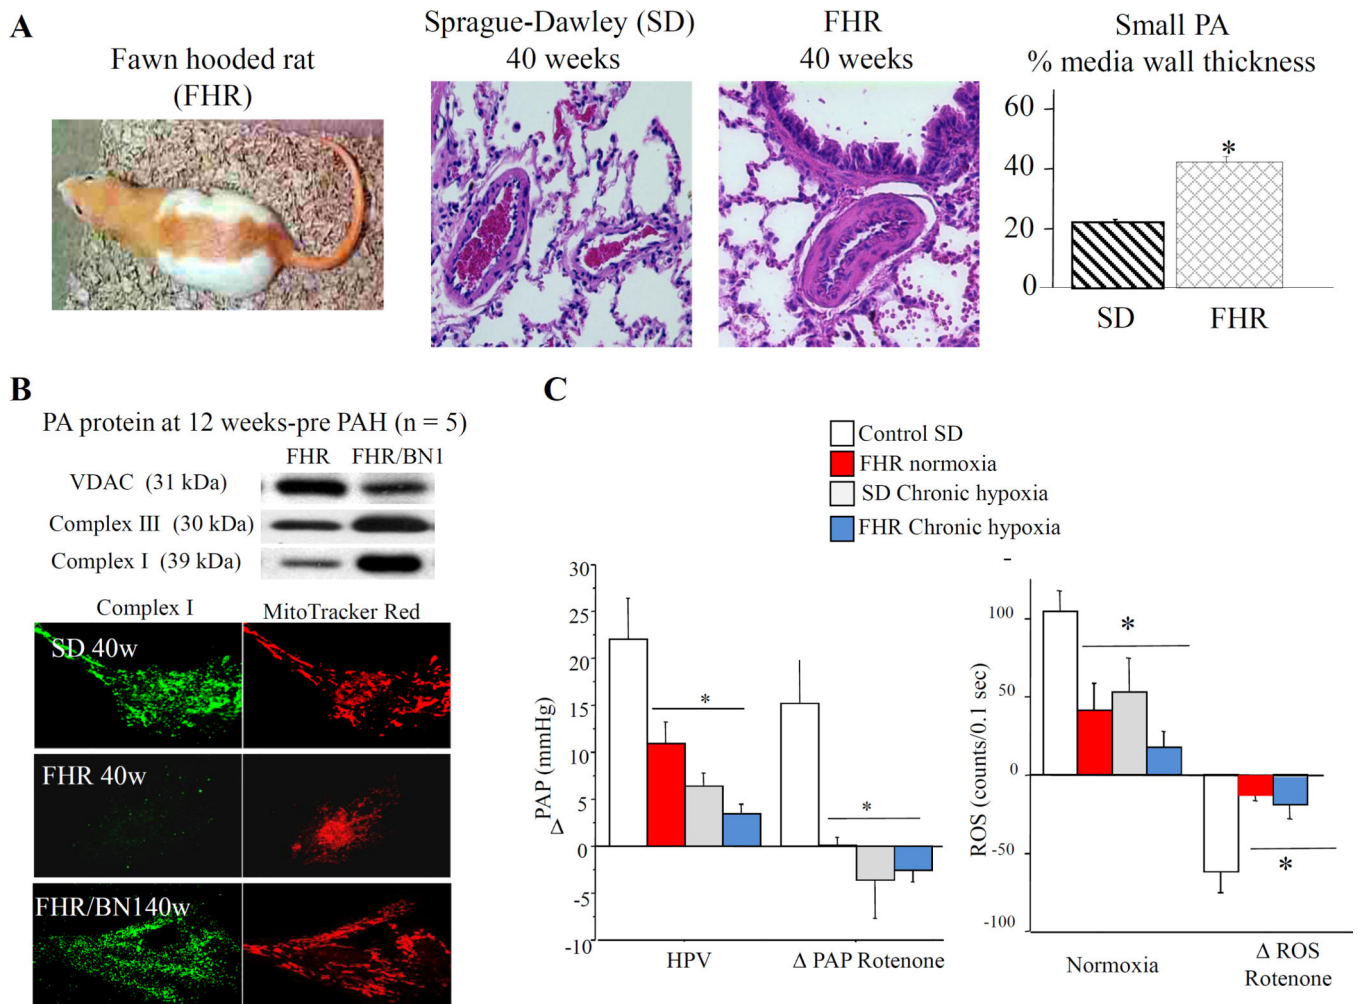 A
Fawn hooded rat
(FHR)
Sprague-Dawley (SD)
40 weeks
FHR
40 weeks
Small PA
% media wall thickness
60
40
20
0
*
SD
FHR
B
PA protein at 12 weeks-pre PAH (n = 5)
FHR
FHR/BN1
VDAC (31 kDa)
Complex III (30 kDa)
Complex I (39 kDa)
Complex I
MitoTracker Red
SD 40w
FHR 40w
FHR/BN140w
C
Control SD
FHR normoxia
SD Chronic hypoxia
FHR Chronic hypoxia
Δ PAP (mmHg)
30
25
20
15
10
5
0
-5
-10
*
*
HPV
Δ PAP Rotenone
ROS (counts/0.1 sec)
100
50
0
-50
-100
*
*
Normoxia
Δ ROS
Rotenone